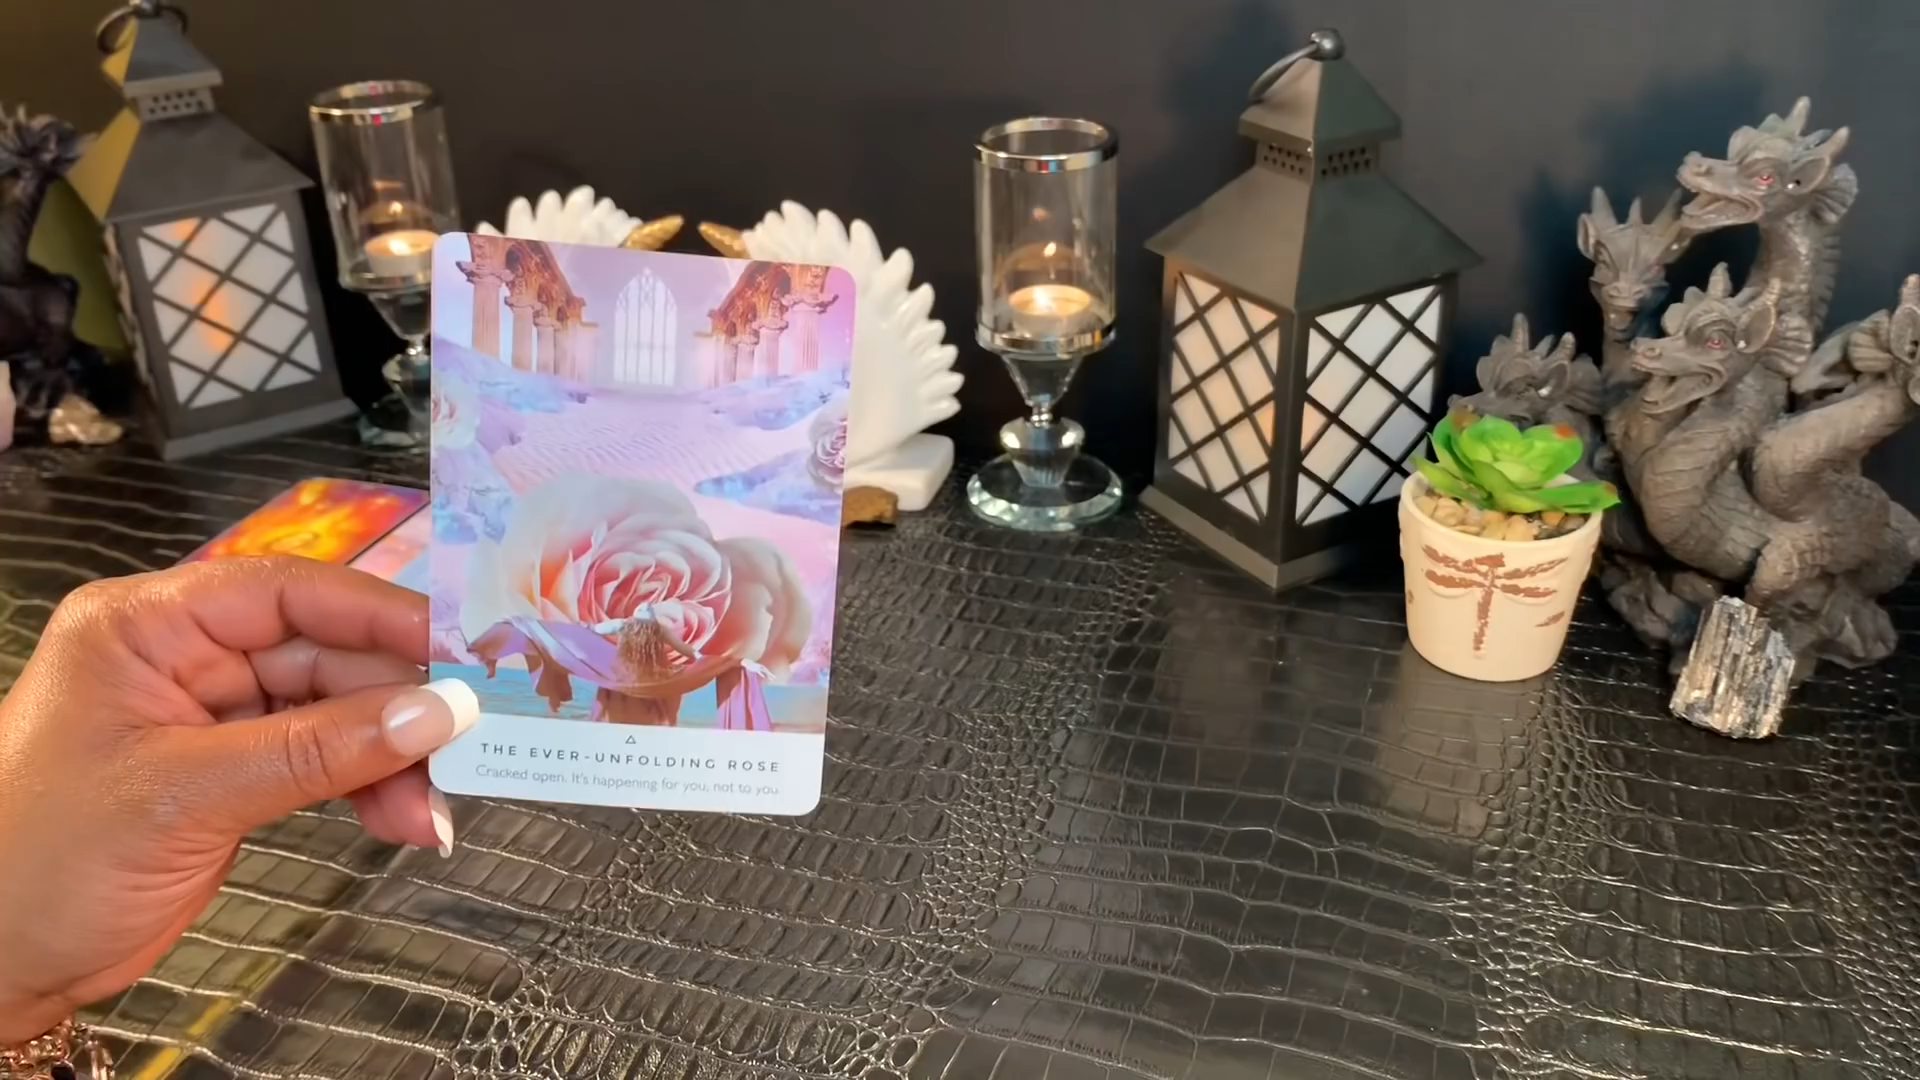 THE EVER-UNFOLDING ROSE
Cracked open. It's happening for you, not to you.